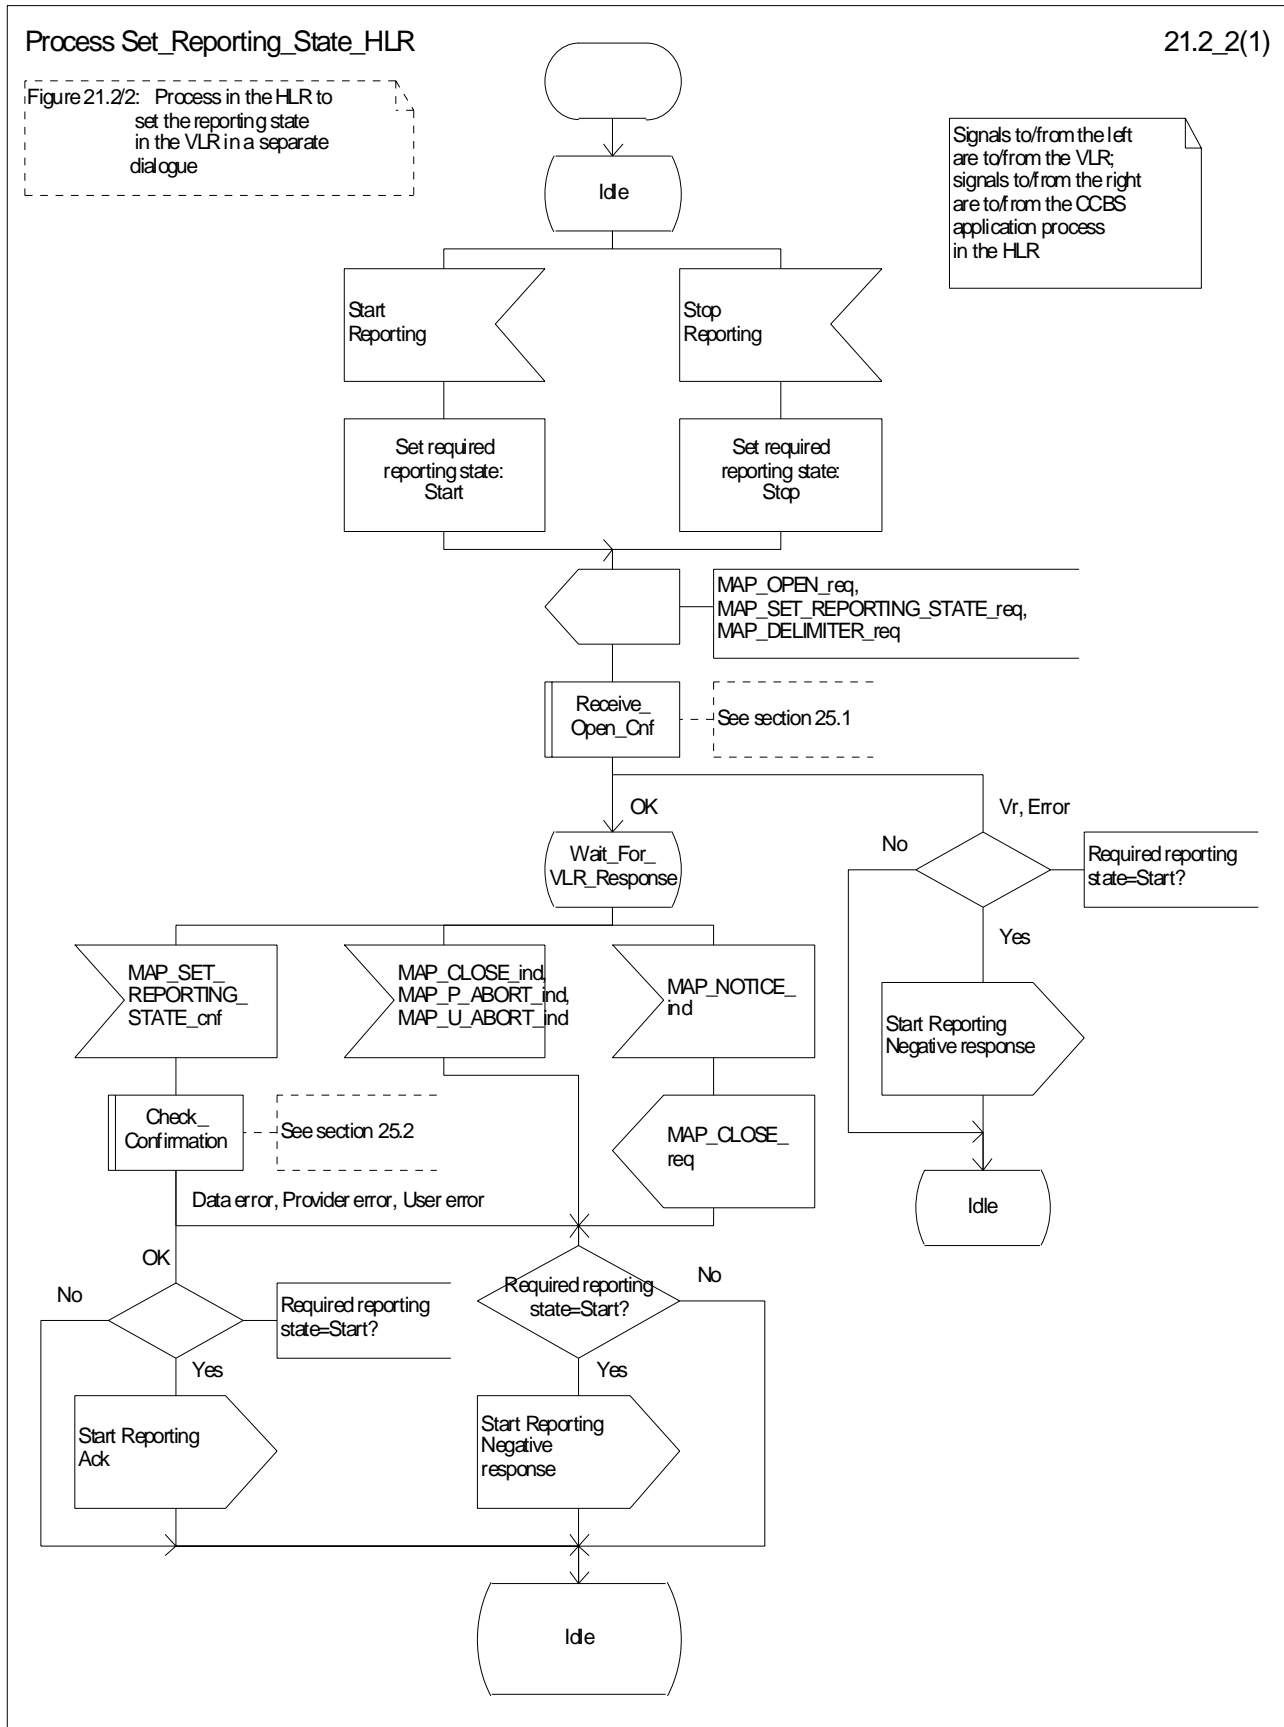 Process Set_Reporting_State_HLR
21.2_2(1)
Figure 21.2/2: Process in the HLR to
set the reporting state
in the VLR in a separate
dialogue
Signals to/from the left
are to/from the VLR;
signals to/from the right
are to/from the CCBS
application process
in the HLR
Idle
Start
Reporting
Stop
Reporting
Set required
reporting state:
Start
Set required
reporting state:
Stop
MAP_OPEN_req,
MAP_SET_REPORTING_STATE_req,
MAP_DELIMITER_req
Receive_
Open_Cnf
See section 25.1
OK
Vr, Error
Wait_For_
VLR_Response
No
Required reporting
state=Start?
Yes
MAP_SET_
REPORTING_
STATE_cnf
MAP_CLOSE_ind,
MAP_P_ABORT_ind,
MAP_U_ABORT_ind
MAP_NOTICE_
ind
Start Reporting
Negative response
Check_
Confirmation
See section 25.2
MAP_CLOSE_
req
Data error, Provider error, User error
Idle
OK
No
Required reporting
state=Start?
Required reporting
state=Start?
No
Yes
Yes
Start Reporting
Ack
Start Reporting
Negative
response
Idle